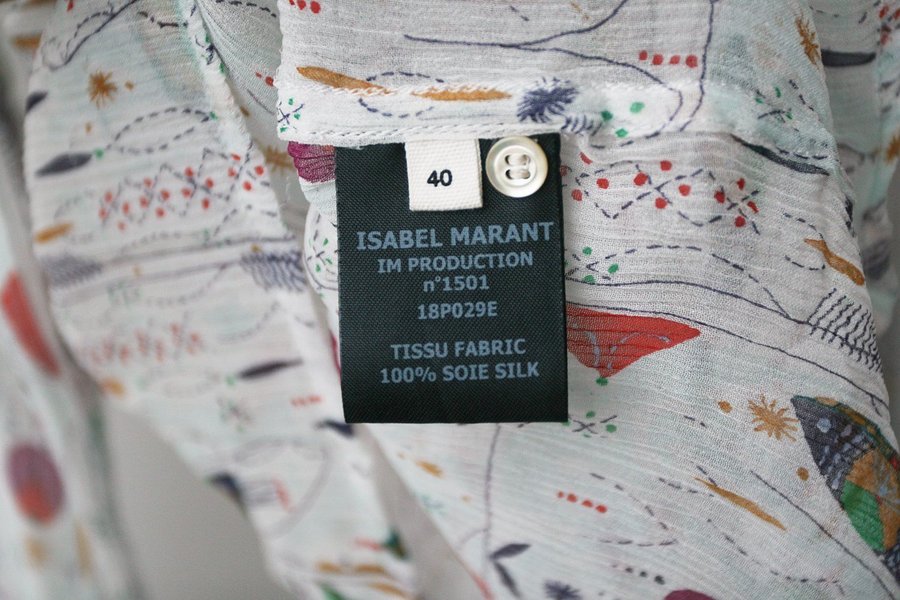 40
ISABEL MARANT
IM PRODUCTION
n°1501
18P029E
TISSU FABRIC
100% SOIE SILK